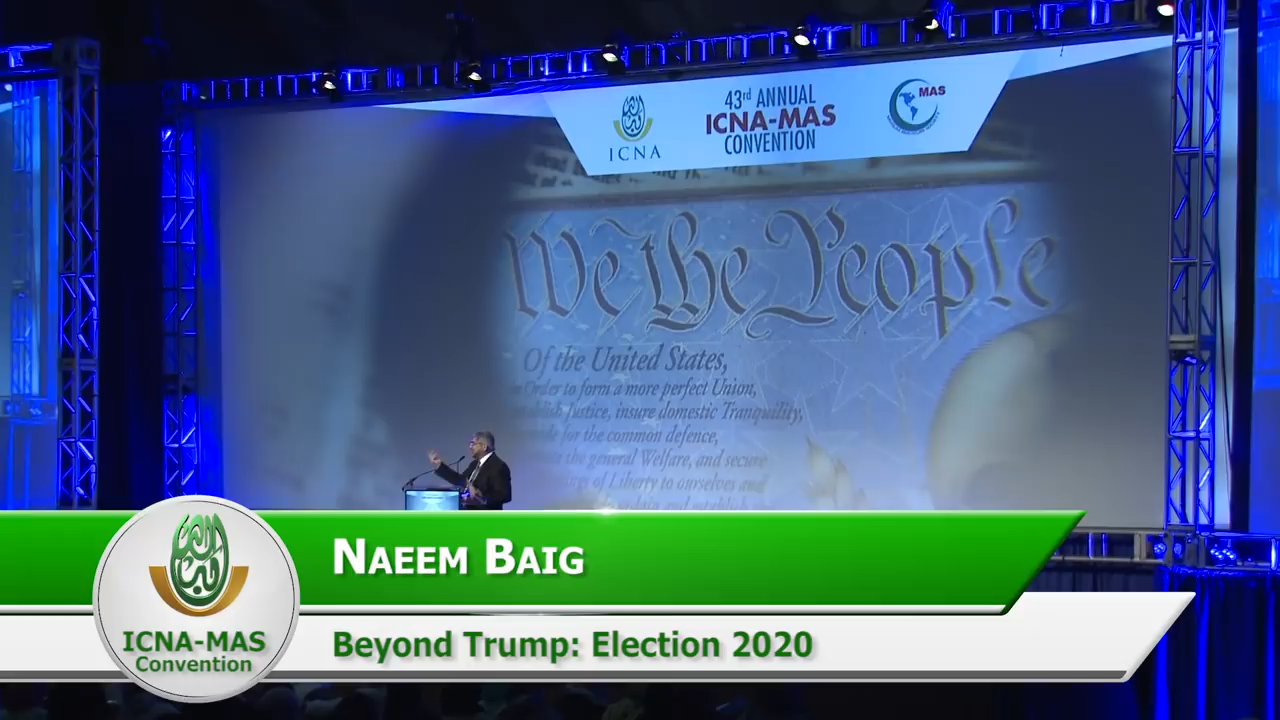 43rd ANNUAL
ICNA-MAS
CONVENTION
ICNA
MAS
We the People
Of the United States,
Order to form a more perfect Union,
Justice, insure domestic Tranquility,
for the common defence,
the general Welfare, and secure
of Liberty to ourselves and
NAEEM BAIG
Beyond Trump: Election 2020
ICNA-MAS
Convention